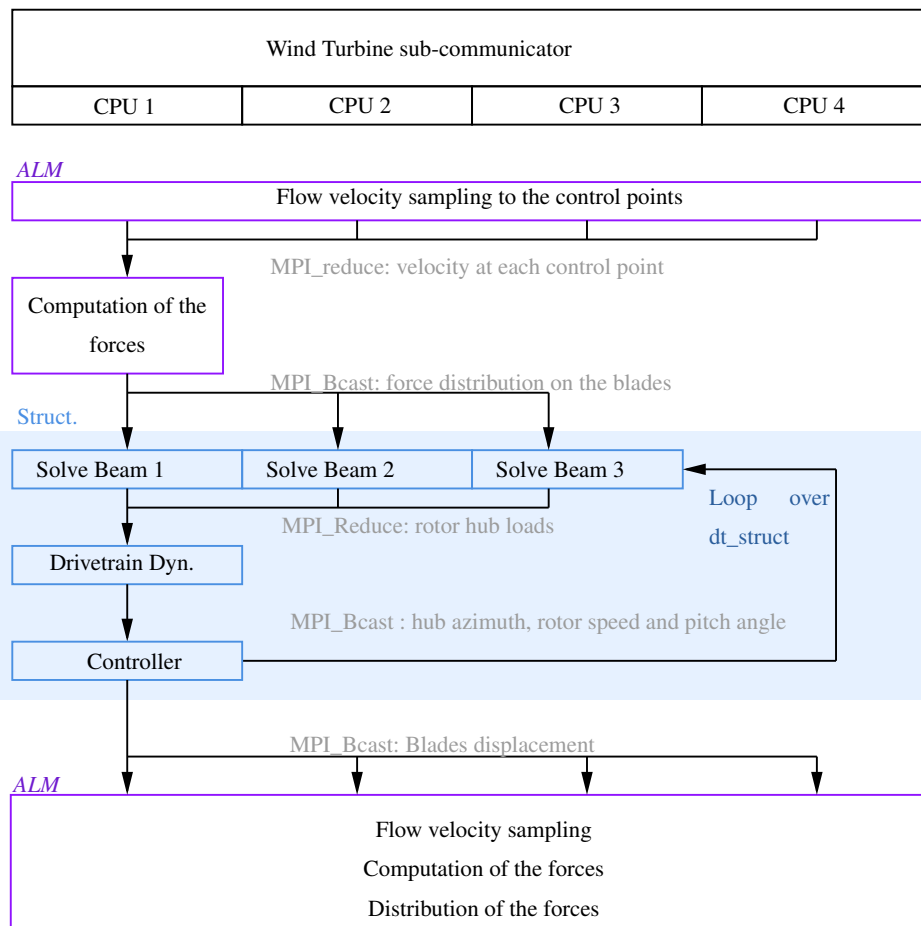 Wind Turbine sub-communicator
CPU 1
CPU 2
CPU 3
CPU 4
ALM
Flow velocity sampling to the control points
MPI_reduce: velocity at each control point
Computation of the
forces
MPI_Bcast: force distribution on the blades
Struct.
Solve Beam 1
Solve Beam 2
Solve Beam 3
Loop over
dt_struct
MPI_Reduce: rotor hub loads
Drivetrain Dyn.
MPI_Bcast : hub azimuth, rotor speed and pitch angle
Controller
MPI_Bcast: Blades displacement
ALM
Flow velocity sampling
Computation of the forces
Distribution of the forces